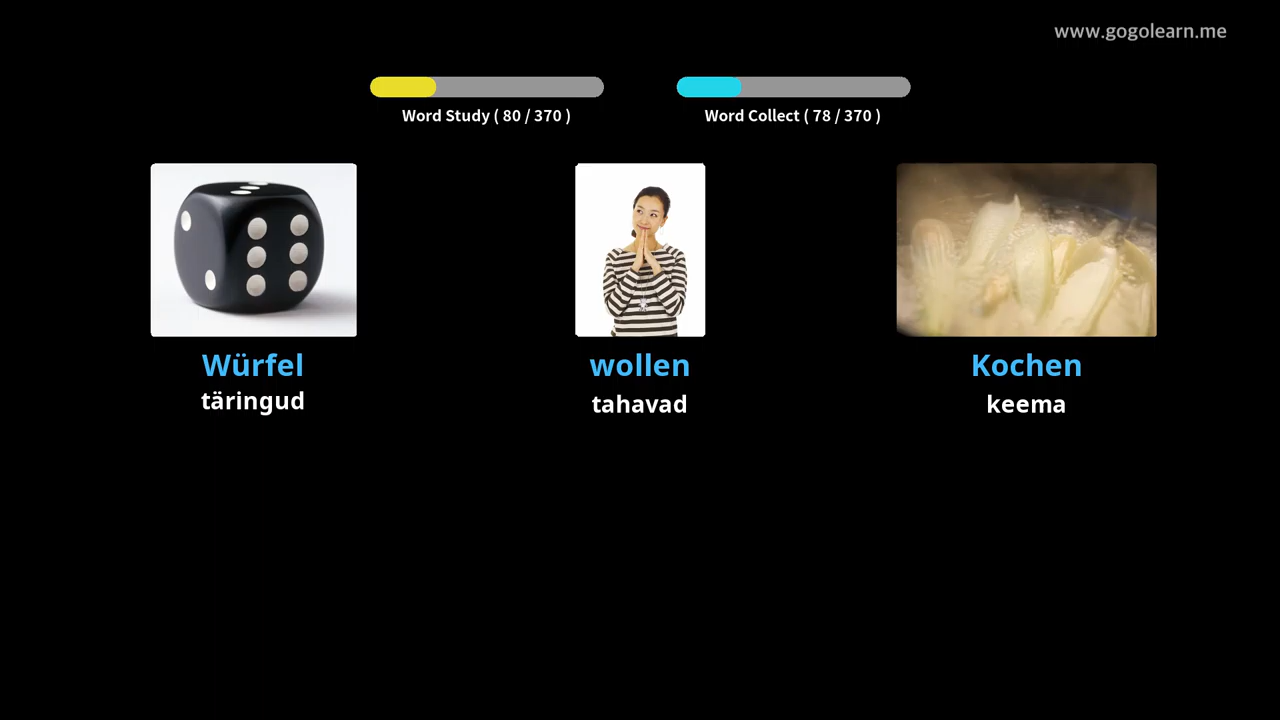 www.gogolearn.me
Word Study ( 80 / 370 )
Word Collect ( 78 / 370 )
Würfel
täringud
wollen
tahavad
Kochen
keema